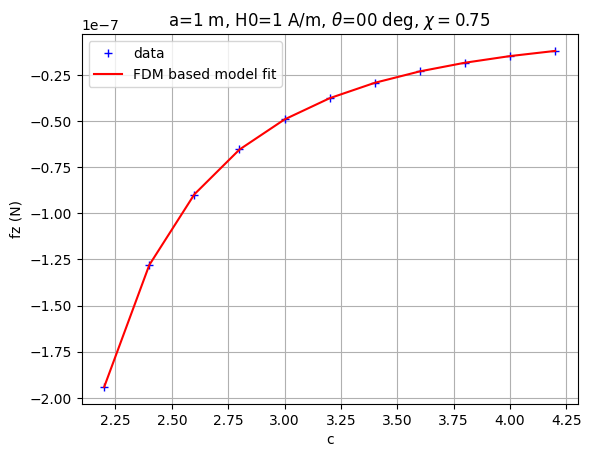 a=1 m, H0=1 A/m, θ=00 deg, χ = 0.75
1e−7
data
FDM based model fit
−0.25
−0.50
−0.75
−1.00
−1.25
−1.50
−1.75
−2.00
fz (N)
2.25 2.50 2.75 3.00 3.25 3.50 3.75 4.00 4.25
c